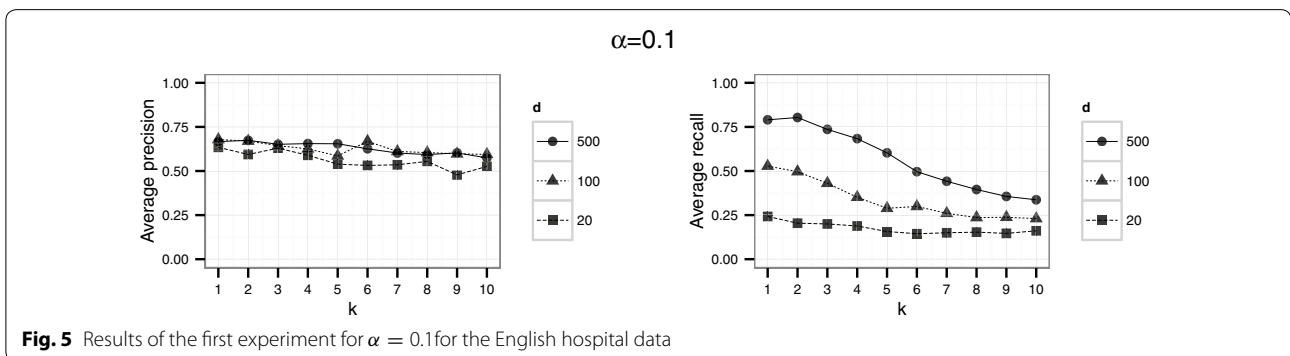 α=0.1
1.00
0.75
0.50
0.25
0.00
Average precision
1 2 3 4 5 6 7 8 9 10
k
d
500
100
20
1.00
0.75
0.50
0.25
0.00
Average recall
1 2 3 4 5 6 7 8 9 10
k
d
500
100
20
Fig. 5 Results of the first experiment for α = 0.1for the English hospital data